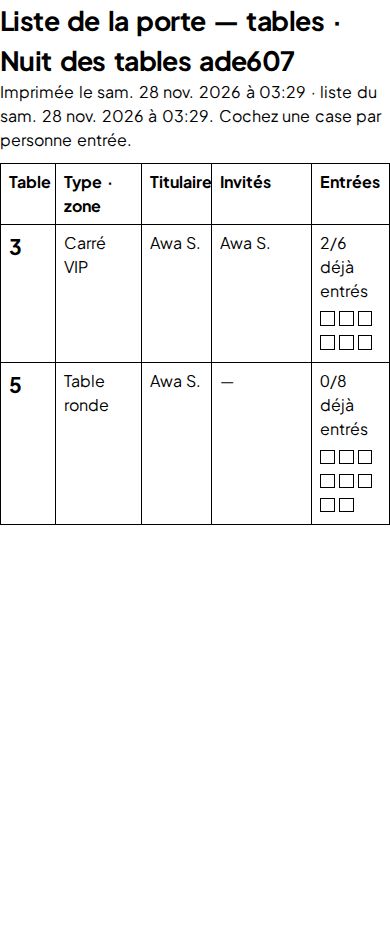 Liste de la porte — tables ·
Nuit des tables ade607
Imprimée le sam. 28 nov. 2026 à 03:29 · liste du
sam. 28 nov. 2026 à 03:29. Cochez une case par
personne entrée.
Table Type · zone Titulaire Invités Entrées
3 Carré VIP Awa S. Awa S. 2/6 déjà entrés
5 Table ronde Awa S. — 0/8 déjà entrés